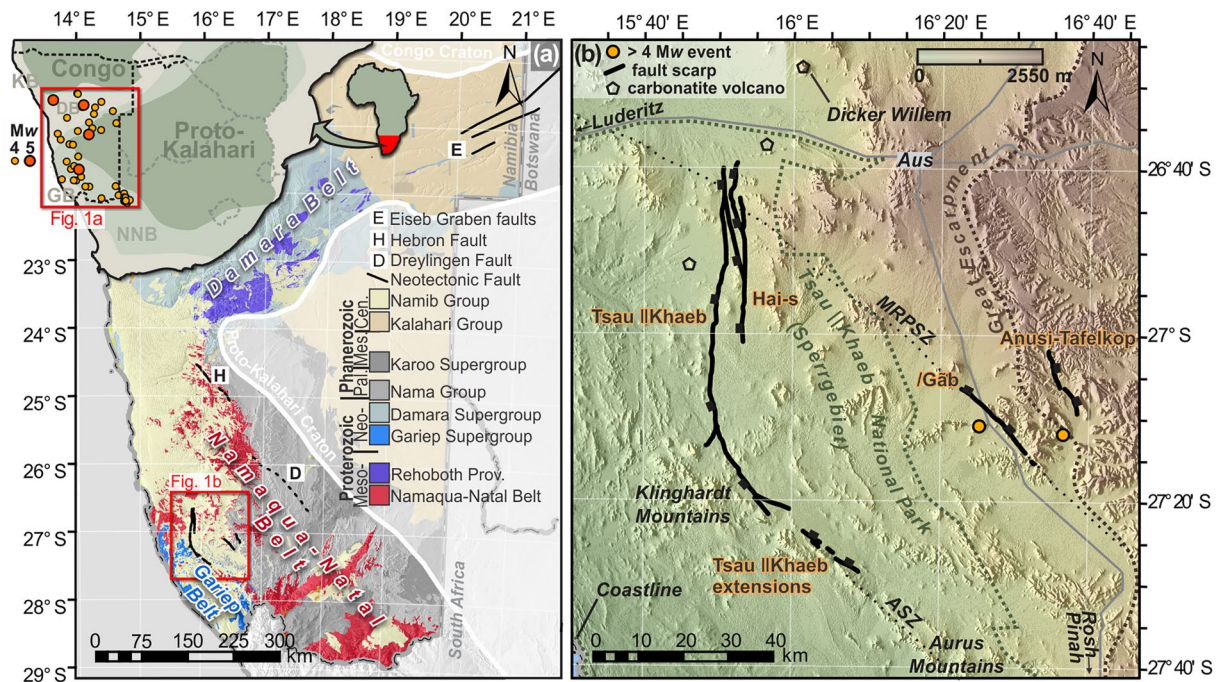 14° E
15° E
16° E
17° E
18° E
19° E
20° E
21° E
(a)
Congo Craton
N
Congo
KB
DB
Proto-
Kalahari
Mw
4 5
GB
Fig. 1a
NNB
E
Namibia
Botswana
Damara Belt
E Eiseb Graben faults
H Hebron Fault
D Dreylingen Fault
Neotectonic Fault
Phanerozoic
Cen.
Mes
Pal
Namib Group
Kalahari Group
Karoo Supergroup
Nama Group
Proterozoic
Neo-
Meso-
Damara Supergroup
Gariep Supergroup
Rehoboth Prov.
Namaqua-Natal Belt
Proto-Kalahari Craton
H
D
Namaqua-Natal
Belt
Fig. 1b
Gariep
Belt
South Africa
23° S
24° S
25° S
26° S
27° S
28° S
29° S
0 75 150 225 300
km
15°40' E
16° E
16°20' E
16°40' E
(b)
> 4 Mw event
fault scarp
carbonatite volcano
0 2550 m
N
Dicker Willem
Luderitz
Aus
Great Escarpment
Tsau ǁKhaeb
Hai-s
Tsau ǁKhaeb
(Sperrgebiet)
National Park
MRPSZ
Anusi-Tafelkop
/Gab
Klinghardt
Mountains
Tsau ǁKhaeb
extensions
ASZ
Coastline
Aurus
Mountains
Rosh
Pinah
0 10 20 30 40
km
26°40' S
27° S
27°20' S
27°40' S